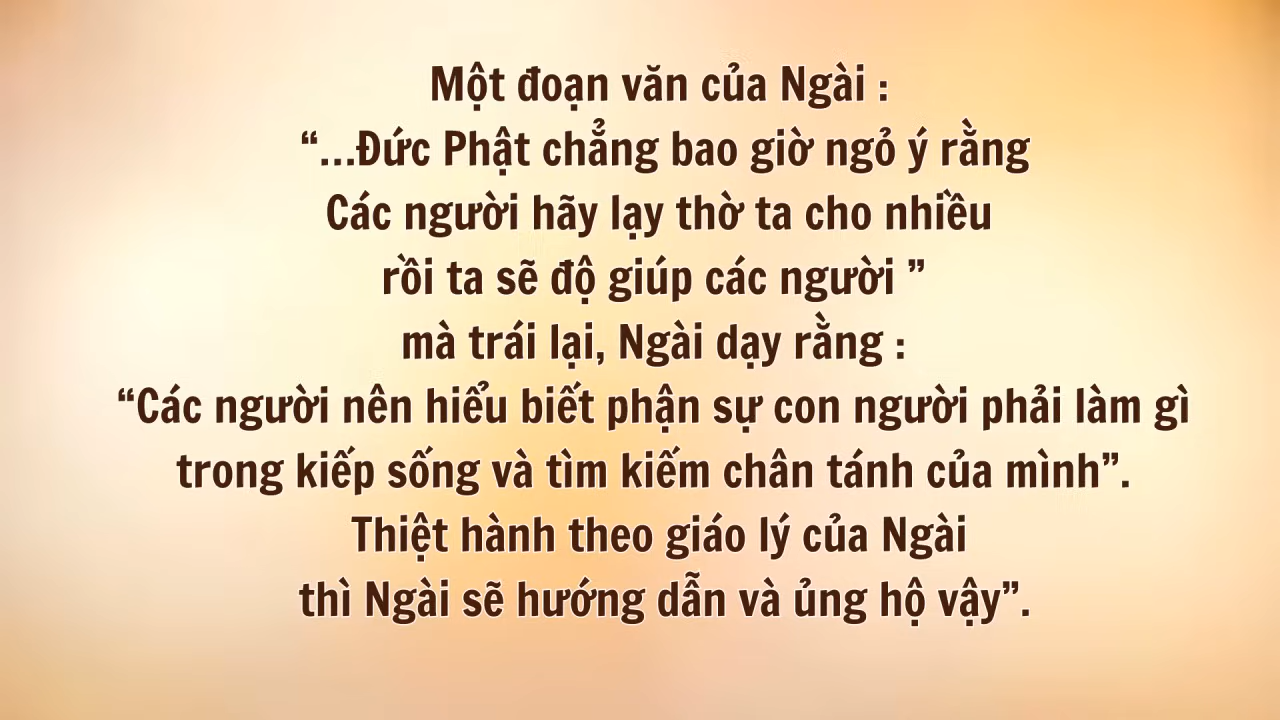 Một đoạn văn của Ngài :
“...Đức Phật chẳng bao giờ ngỏ ý rằng
Các người hãy lạy thờ ta cho nhiều
rồi ta sẽ độ giúp các người ”
mà trái lại, Ngài dạy rằng :
“Các người nên hiểu biết phận sự con người phải làm gì
trong kiếp sống và tìm kiếm chân tánh của mình”.
Thiệt hành theo giáo lý của Ngài
thì Ngài sẽ hướng dẫn và ủng hộ vậy”.